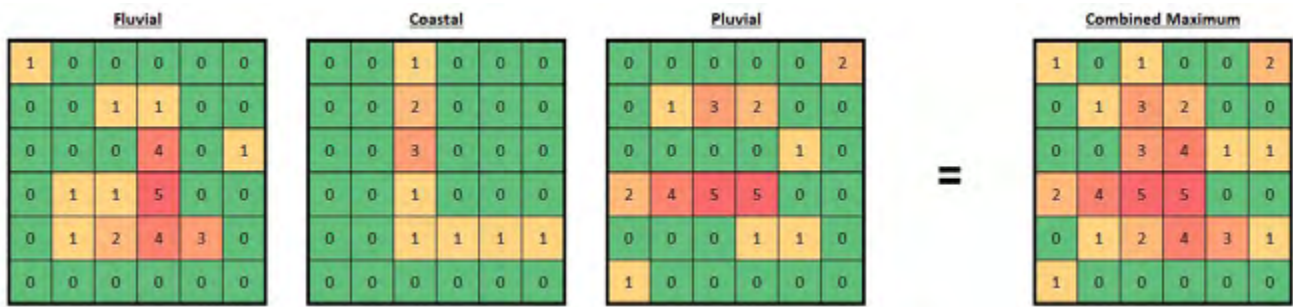 Fluvial Coastal Pluvial Combined Maximum
1 0 0 0 0 0 0 0 1 0 0 0 0 0 0 0 0 2 1 0 1 0 0 2
0 0 1 1 0 0 0 0 2 0 0 0 0 1 3 2 0 0 0 1 3 2 0 0
0 0 0 4 0 1 0 0 3 0 0 0 0 0 0 0 1 0 0 0 3 4 1 1
0 1 1 5 0 0 0 0 1 0 0 0 2 4 5 5 0 0 = 2 4 5 5 0 0
0 1 2 4 3 0 0 0 1 1 1 1 0 0 0 1 1 0 0 1 2 4 3 1
0 0 0 0 0 0 0 0 0 0 0 0 1 0 0 0 0 0 1 0 0 0 0 0